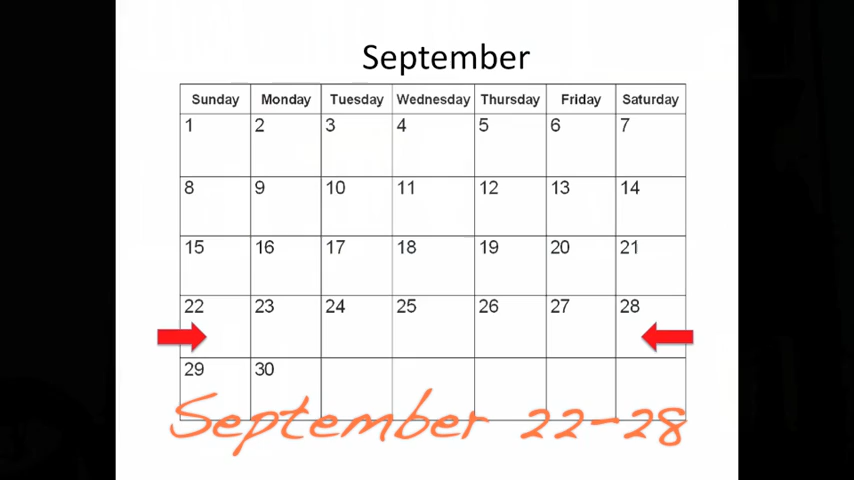 September
Sunday Monday Tuesday Wednesday Thursday Friday Saturday
1 2 3 4 5 6 7
8 9 10 11 12 13 14
15 16 17 18 19 20 21
22 23 24 25 26 27 28
29 30
September 22-28